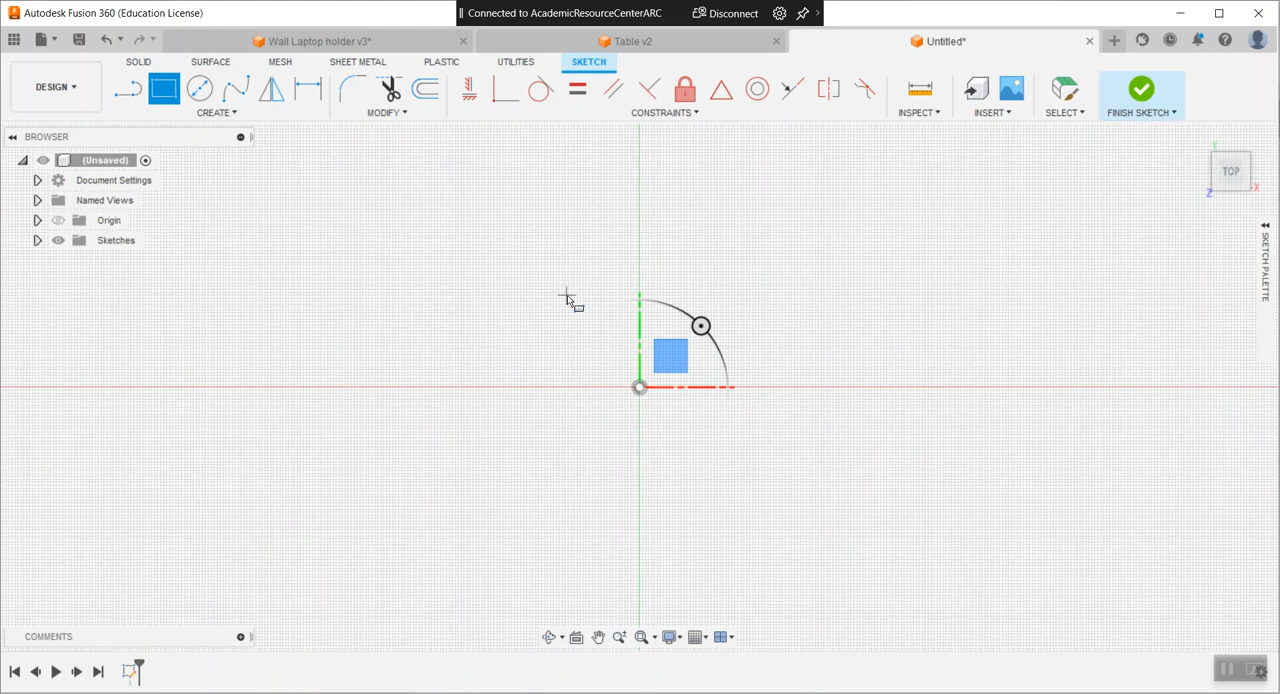 Autodesk Fusion 360 (Education License)
Connected to AcademicResourceCenterARC
Disconnect
Wall Laptop holder v3*
Table v2
Untitled*
SOLID
SURFACE
MESH
SHEET METAL
PLASTIC
UTILITIES
SKETCH
DESIGN
CREATE
MODIFY
CONSTRAINTS
INSPECT
INSERT
SELECT
FINISH SKETCH
BROWSER
(Unsaved)
Document Settings
Named Views
Origin
Sketches
Y
TOP
X
Z
SKETCH PALETTE
COMMENTS